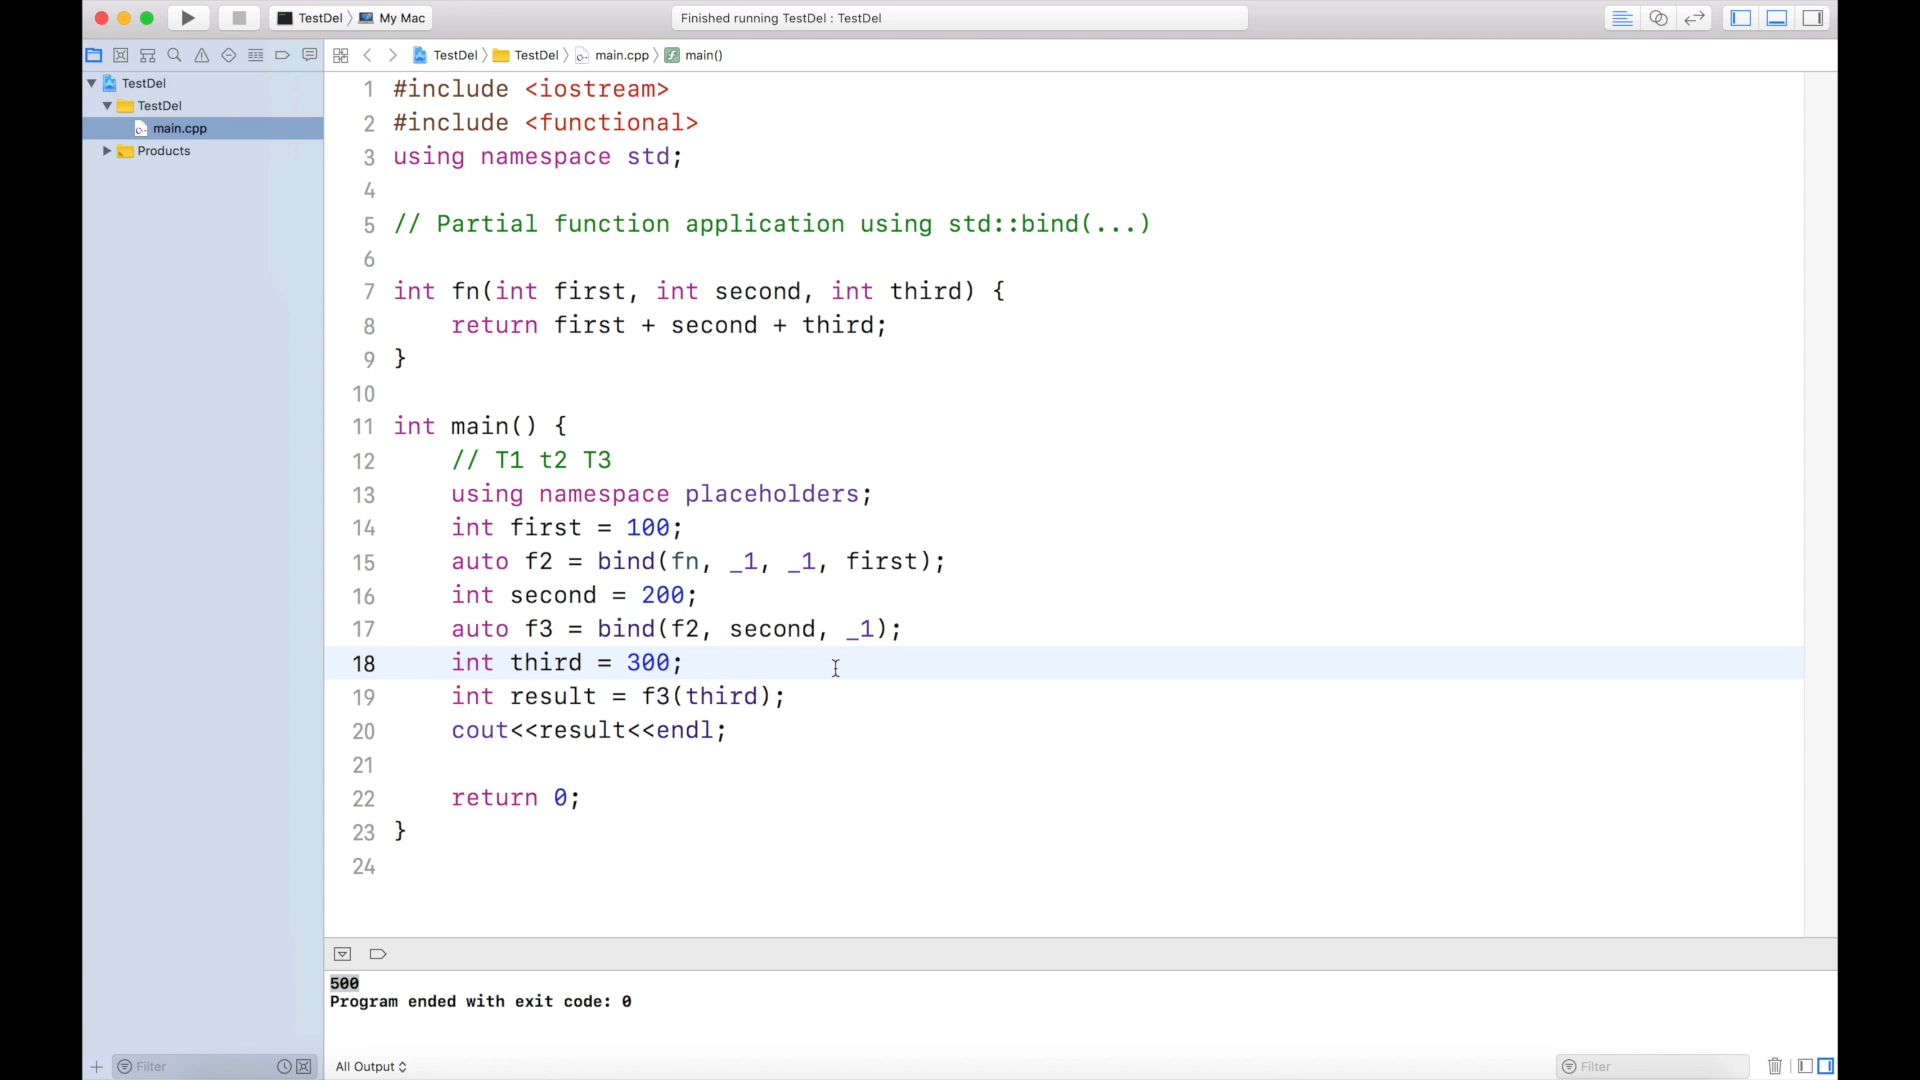 TestDel My Mac Finished running TestDel : TestDel
TestDel TestDel main.cpp main()
TestDel
TestDel
main.cpp
Products
1 #include <iostream>
2 #include <functional>
3 using namespace std;
4
5 // Partial function application using std::bind(...)
6
7 int fn(int first, int second, int third) {
8 return first + second + third;
9 }
10
11 int main() {
12 // T1 t2 T3
13 using namespace placeholders;
14 int first = 100;
15 auto f2 = bind(fn, _1, _1, first);
16 int second = 200;
17 auto f3 = bind(f2, second, _1);
18 int third = 300;
19 int result = f3(third);
20 cout<<result<<endl;
21
22 return 0;
23 }
24
500
Program ended with exit code: 0
Filter All Output Filter